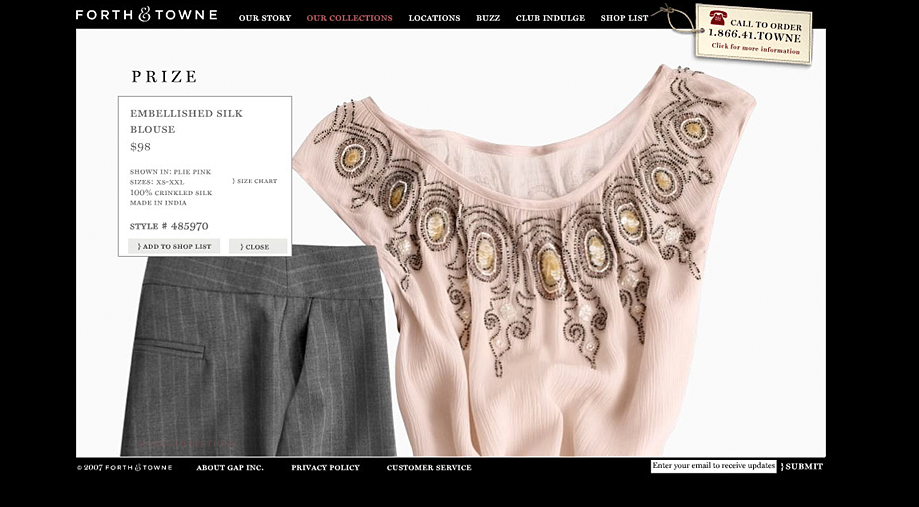 FORTH & TOWNE
OUR STORY OUR COLLECTIONS LOCATIONS BUZZ CLUB INDULGE SHOP LIST
CALL TO ORDER
1.866.41.TOWNE
Click for more information
PRIZE
EMBELLISHED SILK
BLOUSE
$98
SHOWN IN: PLIE PINK
SIZES: XS-XXL
} SIZE CHART
100% CRINKLED SILK
MADE IN INDIA
STYLE # 485970
} ADD TO SHOP LIST } CLOSE
© 2007 FORTH & TOWNE ABOUT GAP INC. PRIVACY POLICY CUSTOMER SERVICE Enter your email to receive updates } SUBMIT